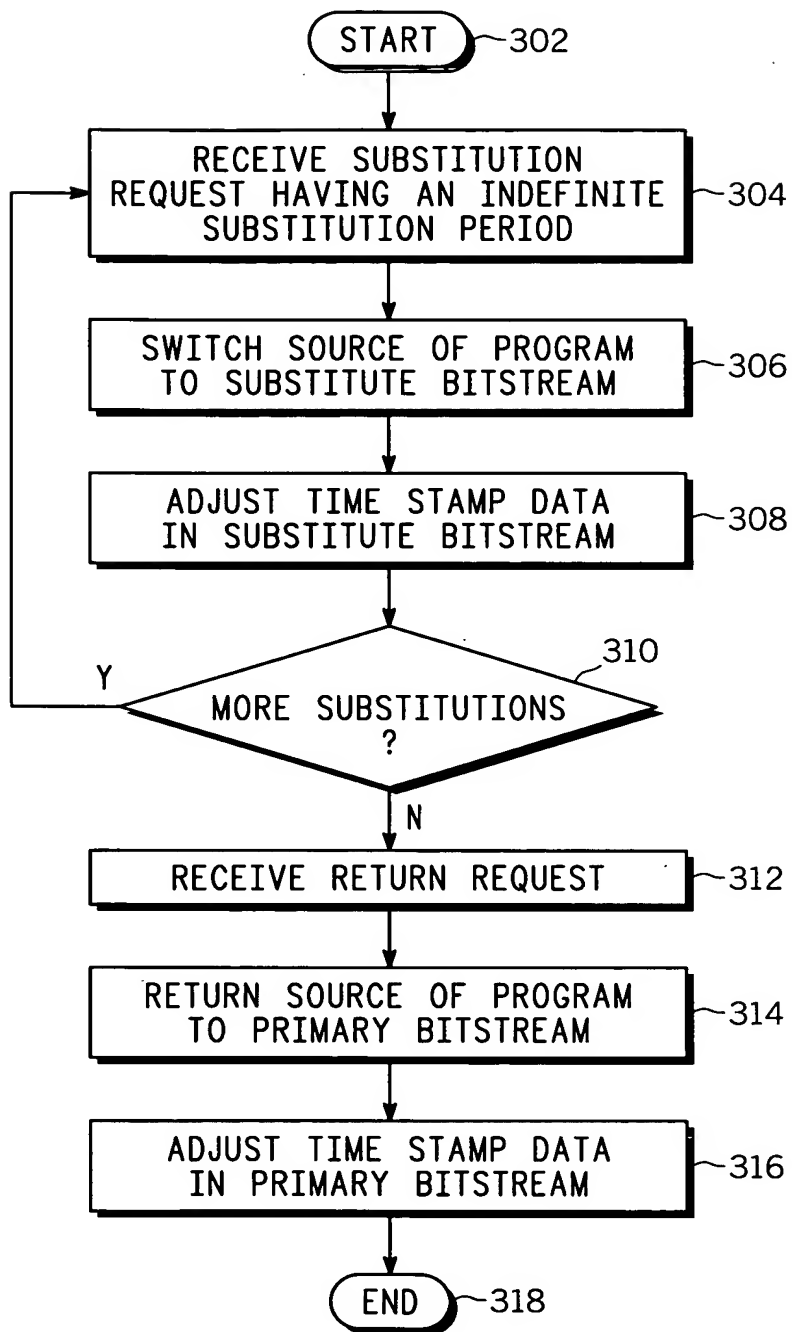 START
302
RECEIVE SUBSTITUTION
REQUEST HAVING AN INDEFINITE
SUBSTITUTION PERIOD
304
SWITCH SOURCE OF PROGRAM
TO SUBSTITUTE BITSTREAM
306
ADJUST TIME STAMP DATA
IN SUBSTITUTE BITSTREAM
308
310
Y
MORE SUBSTITUTIONS
?
N
RECEIVE RETURN REQUEST
312
RETURN SOURCE OF PROGRAM
TO PRIMARY BITSTREAM
314
ADJUST TIME STAMP DATA
IN PRIMARY BITSTREAM
316
END
318